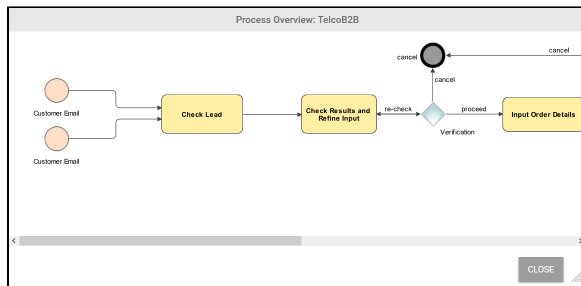 Process Overview: TelcoB2B
cancel
cancel
cancel
Customer Email
Check Lead
Check Results and
Refine Input
re-check
proceed
Input Order Details
Verification
Customer Email
CLOSE